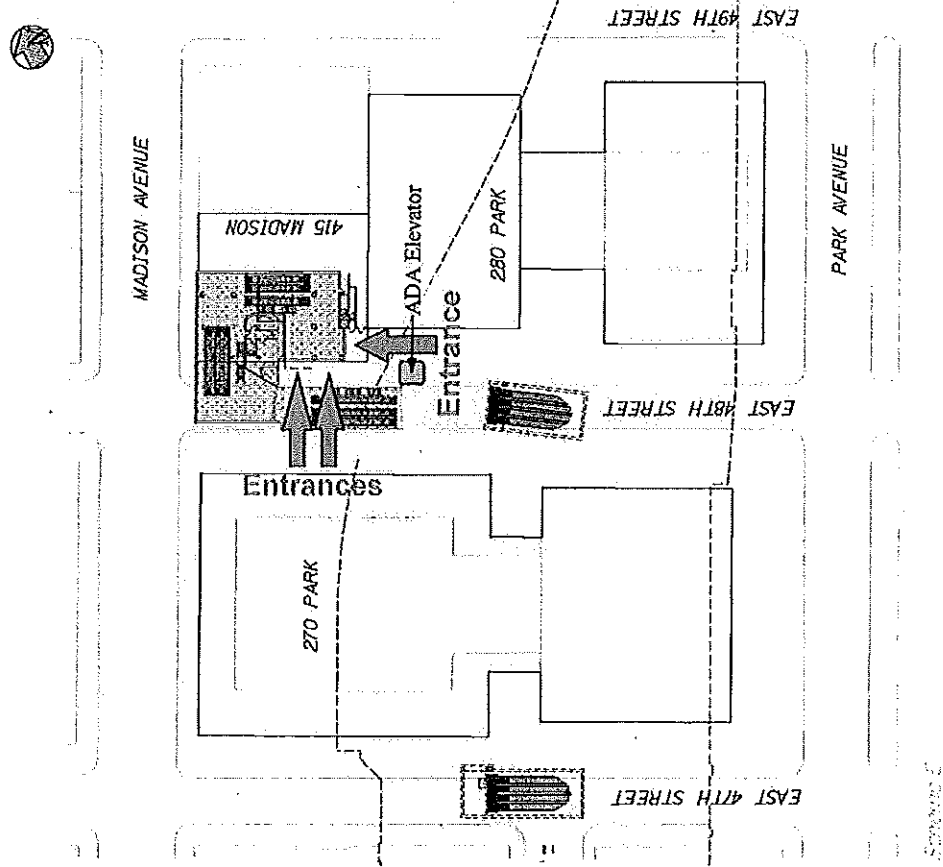 EAST 49TH STREET
MADISON AVENUE
PARK AVENUE
415 MADISON
280 PARK
ADA Elevator
Entrance
EAST 48TH STREET
Entrances
270 PARK
EAST 47TH STREET